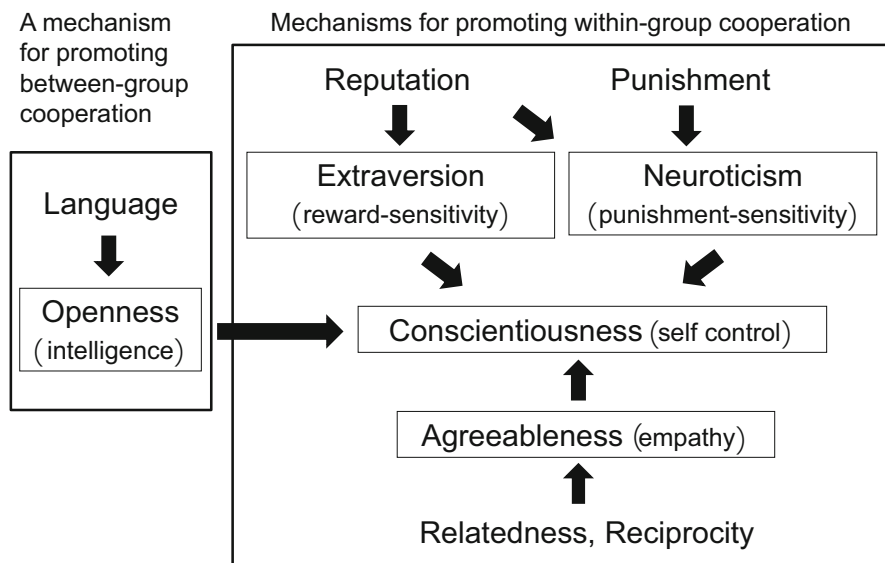 A mechanism
for promoting
between-group
cooperation
Language
Openness
(intelligence)
Mechanisms for promoting within-group cooperation
Reputation
Punishment
Extraversion
(reward-sensitivity)
Neuroticism
(punishment-sensitivity)
Conscientiousness (self control)
Agreeableness (empathy)
Relatedness, Reciprocity